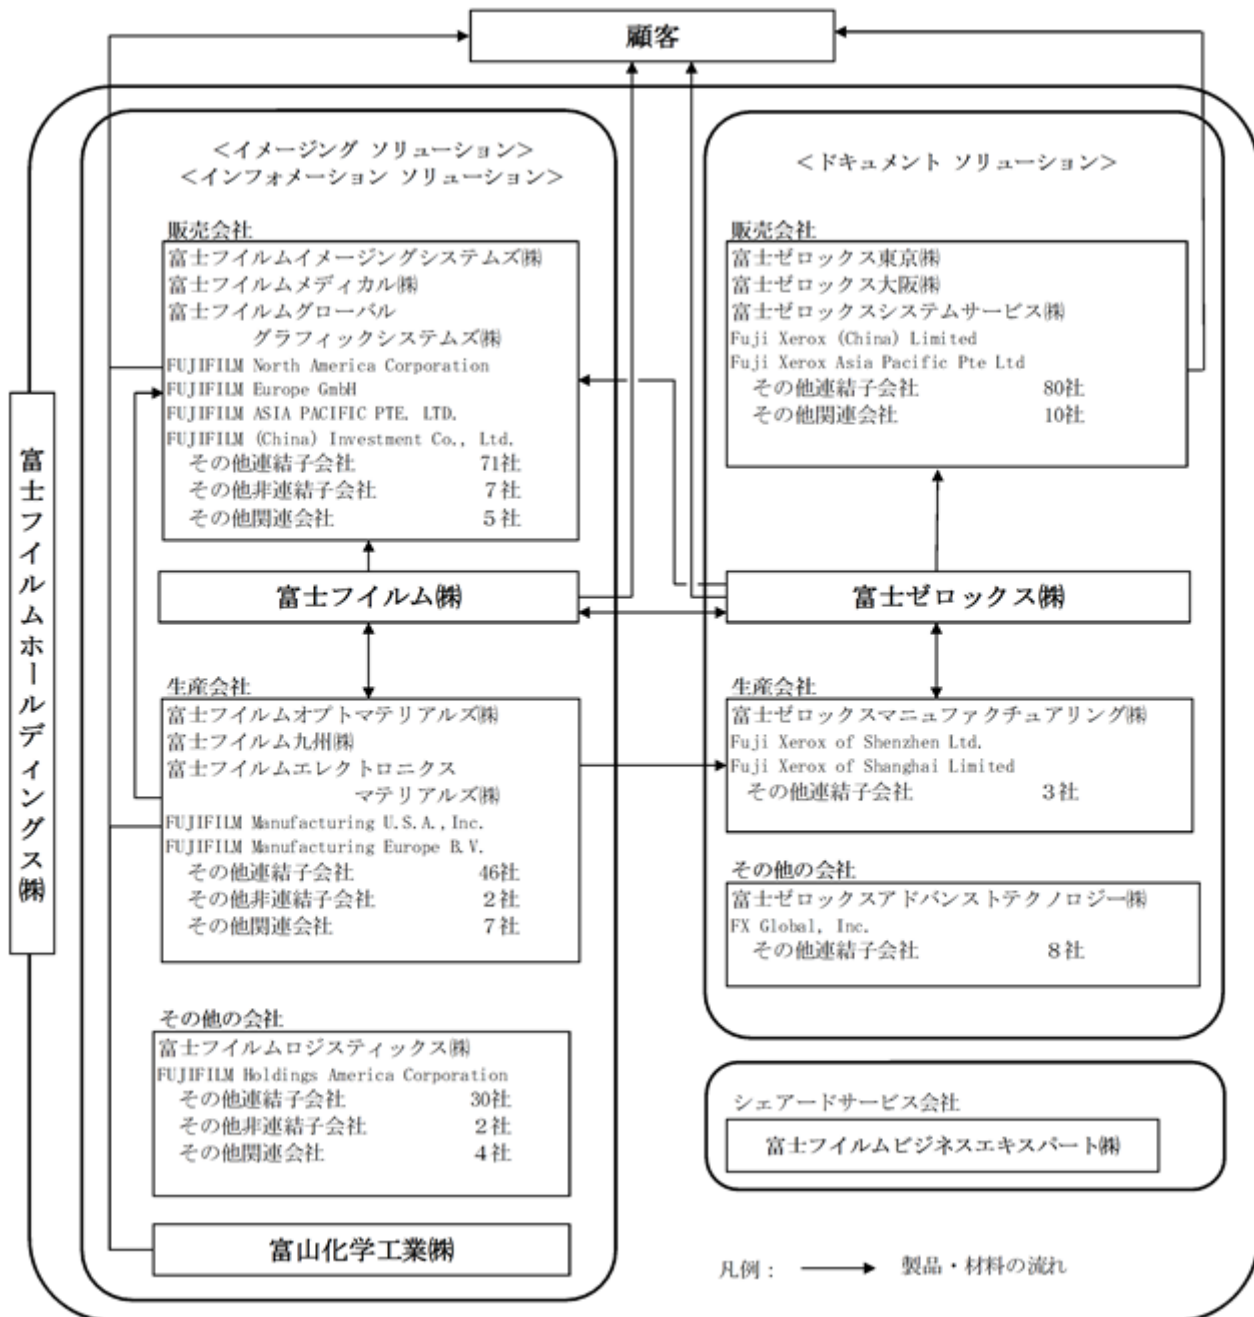 顧客
<イメージング ソリューション>
<インフォメーション ソリューション>
販売会社
富士フイルムイメージングシステムズ㈱
富士フイルムメディカル㈱
富士フイルムグローバル
グラフィックシステムズ㈱
FUJIFILM North America Corporation
FUJIFILM Europe GmbH
FUJIFILM ASIA PACIFIC PTE. LTD.
FUJIFILM (China) Investment Co., Ltd.
その他連結子会社 71社
その他非連結子会社 7社
その他関連会社 5社
富士フイルム㈱
生産会社
富士フイルムオプトマテリアルズ㈱
富士フイルム九州㈱
富士フイルムエレクトロニクス
マテリアルズ㈱
FUJIFILM Manufacturing U.S.A.,Inc.
FUJIFILM Manufacturing Europe B.V.
その他連結子会社 46社
その他非連結子会社 2社
その他関連会社 7社
その他の会社
富士フイルムロジスティックス㈱
FUJIFILM Holdings America Corporation
その他連結子会社 30社
その他非連結子会社 2社
その他関連会社 4社
富山化学工業㈱
<ドキュメント ソリューション>
販売会社
富士ゼロックス東京㈱
富士ゼロックス大阪㈱
富士ゼロックスシステムサービス㈱
Fuji Xerox (China) Limited
Fuji Xerox Asia Pacific Pte Ltd
その他連結子会社 80社
その他関連会社 10社
富士ゼロックス㈱
生産会社
富士ゼロックスマニュファクチュアリング㈱
Fuji Xerox of Shenzhen Ltd.
Fuji Xerox of Shanghai Limited
その他連結子会社 3社
その他の会社
富士ゼロックスアドバンストテクノロジー㈱
FX Global, Inc.
その他連結子会社 8社
シェアードサービス会社
富士フイルムビジネスエキスパート㈱
凡例： 製品・材料の流れ
富士フイルムホールディングス㈱